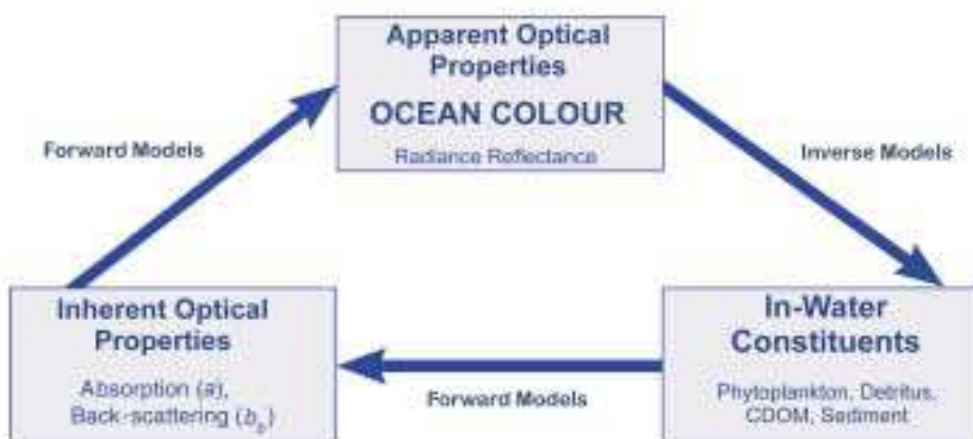 Apparent Optical
Properties
OCEAN COLOUR
Radiance Reflectance
Forward Models
Inverse Models
Inherent Optical
Properties
Absorption (a),
Back-scattering (b_b)
Forward Models
In-Water
Constituents
Phytoplankton, Detritus,
CDOM, Sediment